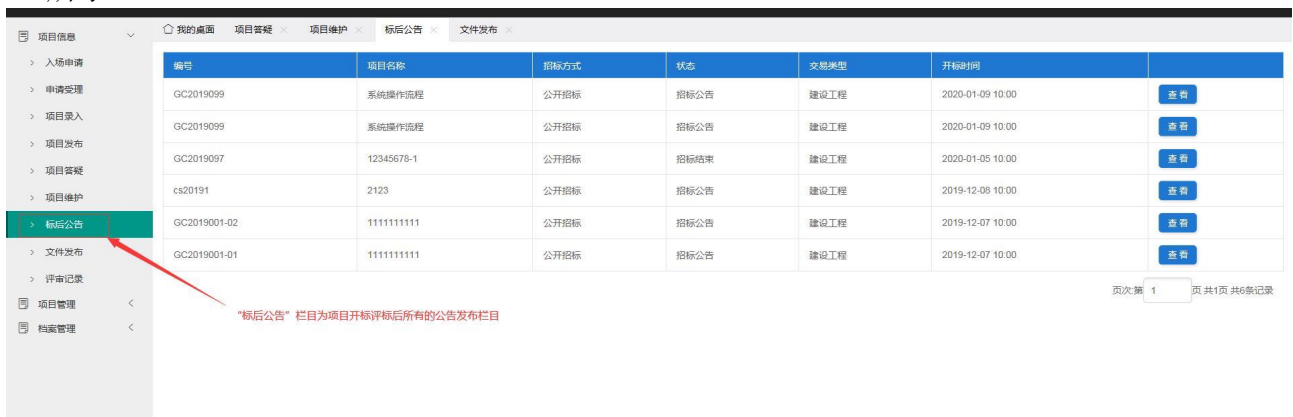 项目信息
入场申请
申请受理
项目录入
项目发布
项目答疑
项目维护
标后公告
文件发布
评审记录
项目管理
档案管理
我的桌面 项目答疑 项目维护 标后公告 文件发布
编号 项目名称 招标方式 状态 交易类型 开标时间
GC2019099 系统操作流程 公开招标 招标公告 建设工程 2020-01-09 10:00 查看
GC2019099 系统操作流程 公开招标 招标公告 建设工程 2020-01-09 10:00 查看
GC2019097 12345678-1 公开招标 招标结束 建设工程 2020-01-05 10:00 查看
cs20191 2123 公开招标 招标公告 建设工程 2019-12-08 10:00 查看
GC2019001-02 1111111111 公开招标 招标公告 建设工程 2019-12-07 10:00 查看
GC2019001-01 1111111111 公开招标 招标公告 建设工程 2019-12-07 10:00 查看
页次:第 1 页 共1页 共6条记录
“标后公告”栏目为项目开标评标后所有的公告发布栏目